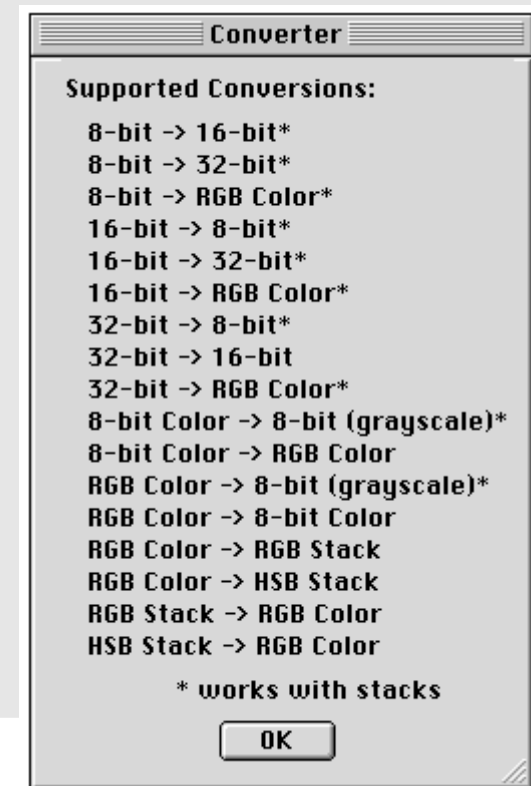 Converter
Supported Conversions:
8-bit -> 16-bit*
8-bit -> 32-bit*
8-bit -> RGB Color*
16-bit -> 8-bit*
16-bit -> 32-bit*
16-bit -> RGB Color*
32-bit -> 8-bit*
32-bit -> 16-bit
32-bit -> RGB Color*
8-bit Color -> 8-bit (grayscale)*
8-bit Color -> RGB Color
RGB Color -> 8-bit (grayscale)*
RGB Color -> 8-bit Color
RGB Color -> RGB Stack
RGB Color -> HSB Stack
RGB Stack -> RGB Color
HSB Stack -> RGB Color
* works with stacks
OK